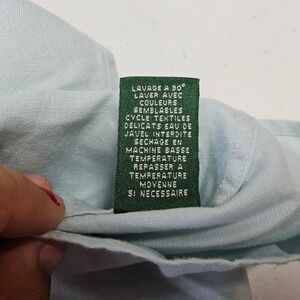 LAVAGE A 30°
LAVER AVEC
COULEURS
SEMBLABLES
CYCLE TEXTILES
DELICATS EAU DE
JAVEL INTERDITE
SECHAGE EN
MACHINE BASSE
TEMPERATURE
REPASSER A
TEMPERATURE
MOYENNE
SI NECESSAIRE